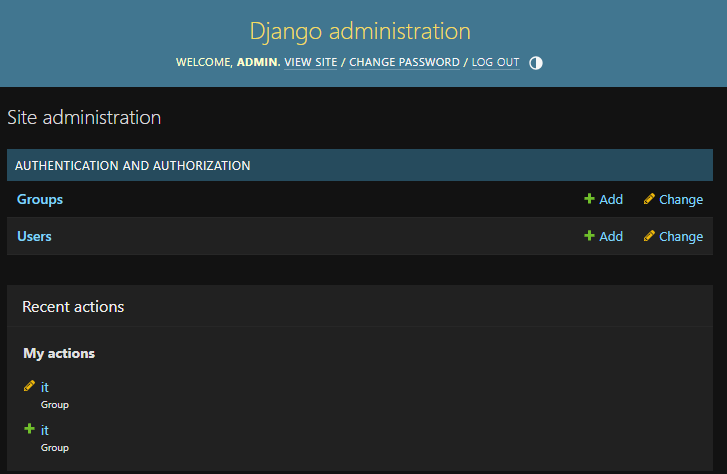 Django administration
WELCOME, ADMIN. VIEW SITE / CHANGE PASSWORD / LOG OUT
Site administration
AUTHENTICATION AND AUTHORIZATION
Groups Add Change
Users Add Change
Recent actions
My actions
it
Group
it
Group